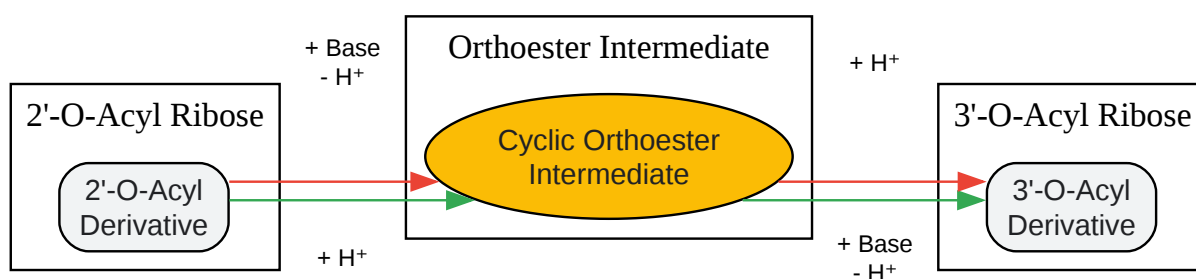 + Base
- H⁺
Orthoester Intermediate
+ H⁺
2'-O-Acyl Ribose
3'-O-Acyl Ribose
Cyclic Orthoester
Intermediate
2'-O-Acyl
Derivative
3'-O-Acyl
Derivative
+ H⁺
+ Base
- H⁺